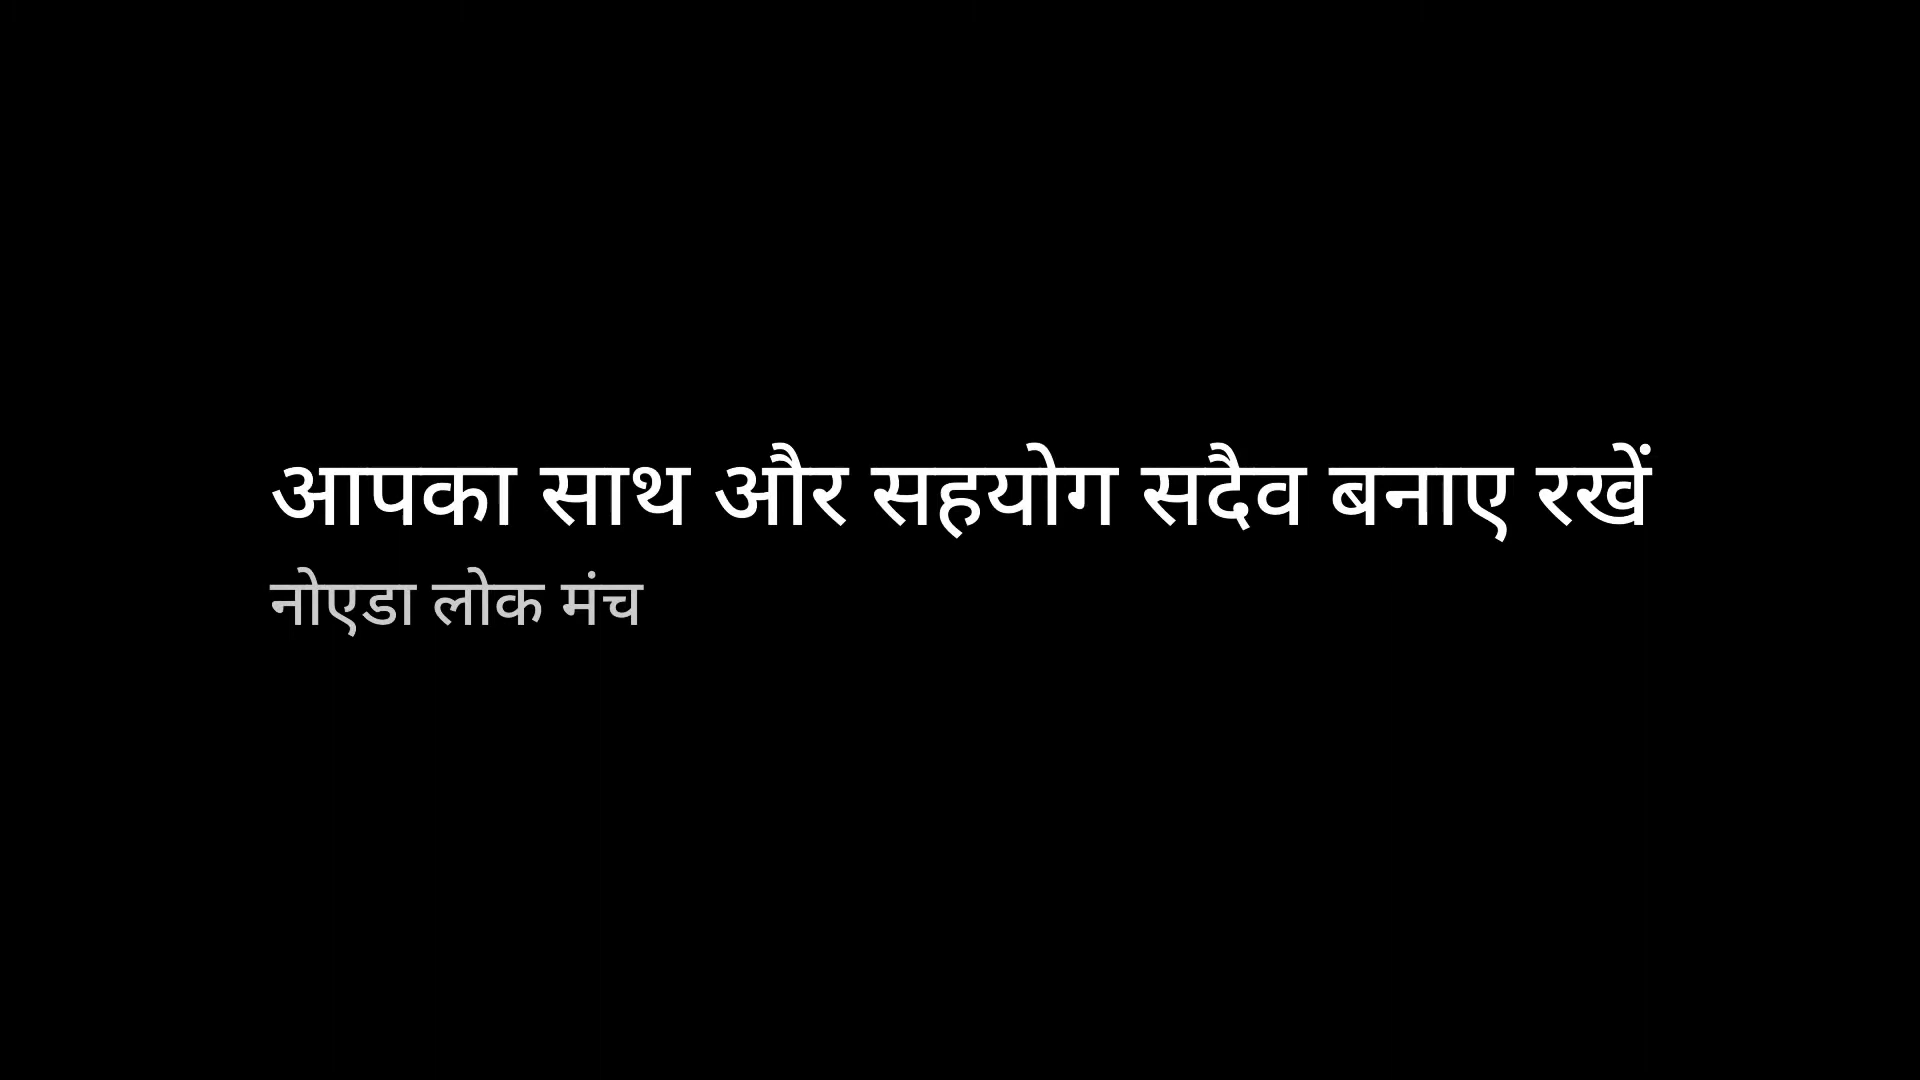 आपका साथ और सहयोग सदैव बनाए रखें
नोएडा लोक मंच